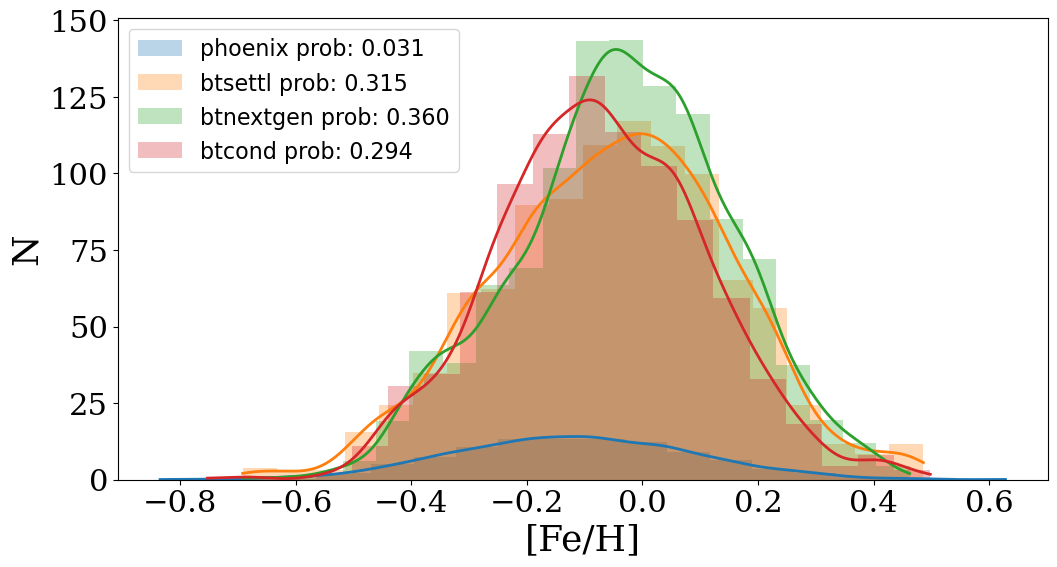 phoenix prob: 0.031
btsettl prob: 0.315
btnextgen prob: 0.360
btcond prob: 0.294
150
125
100
75
50
25
0
N
−0.8 −0.6 −0.4 −0.2 0.0 0.2 0.4 0.6
[Fe/H]